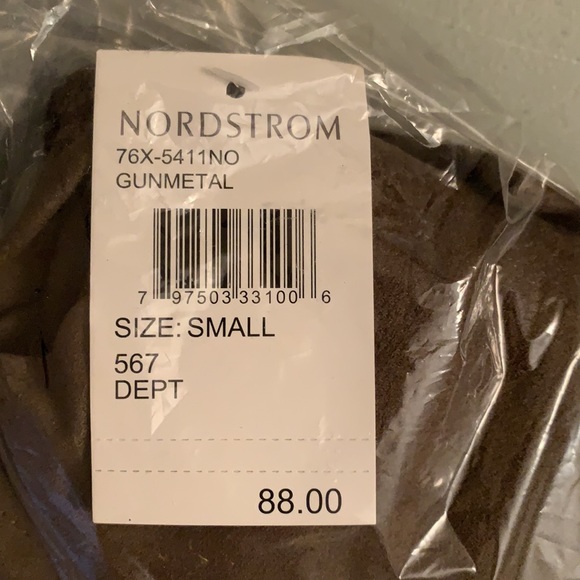 NORDSTROM
76X-5411NO
GUNMETAL
7 97503 33100 6
SIZE: SMALL
567
DEPT
88.00